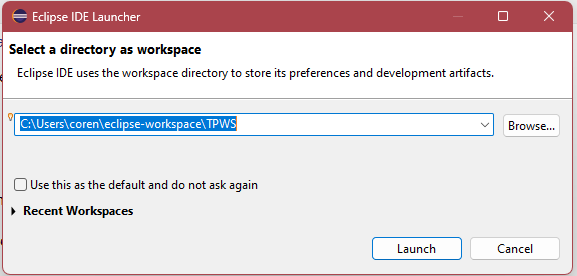 Eclipse IDE Launcher
Select a directory as workspace
Eclipse IDE uses the workspace directory to store its preferences and development artifacts.
C:\Users\coren\eclipse-workspace\TPWS
Browse...
Use this as the default and do not ask again
Recent Workspaces
Launch
Cancel